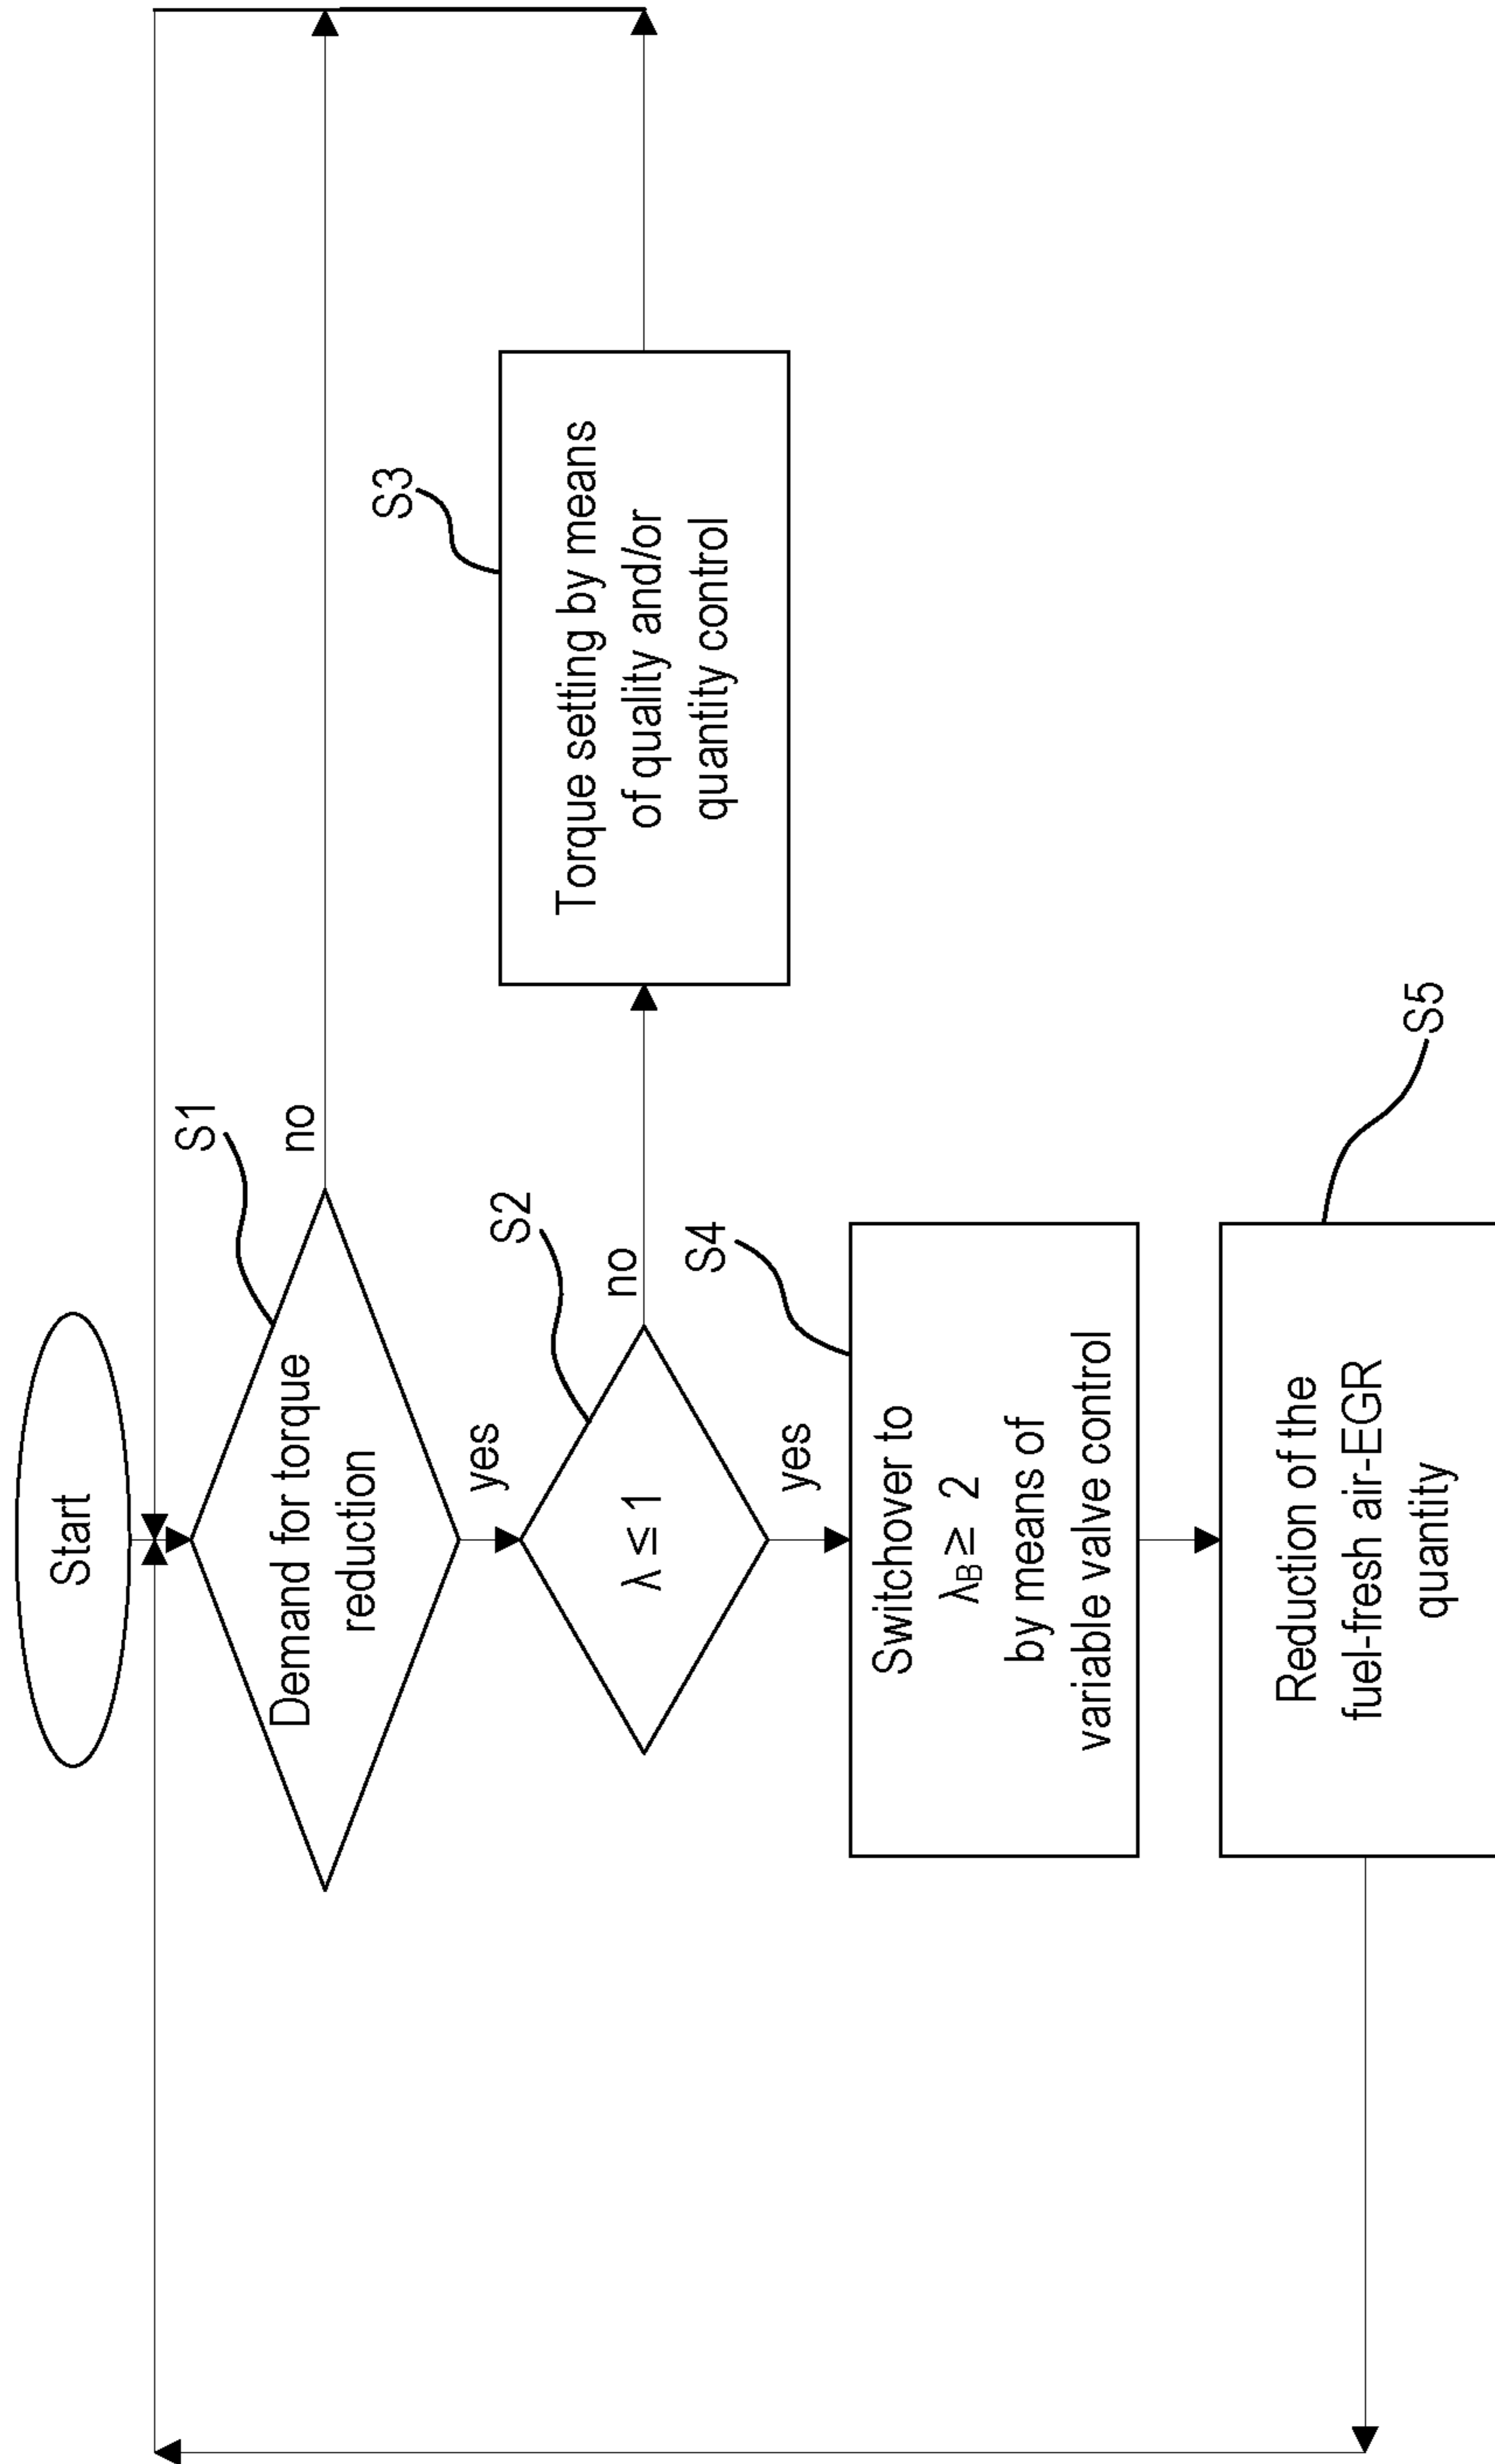 Start
S1
Demand for torque
reduction
no
yes
S2
λ ≤ 1
no
yes
S3
Torque setting by means
of quality and/or
quantity control
S4
Switchover to
λB ≥ 2
by means of
variable valve control
S5
Reduction of the
fuel-fresh air-EGR
quantity